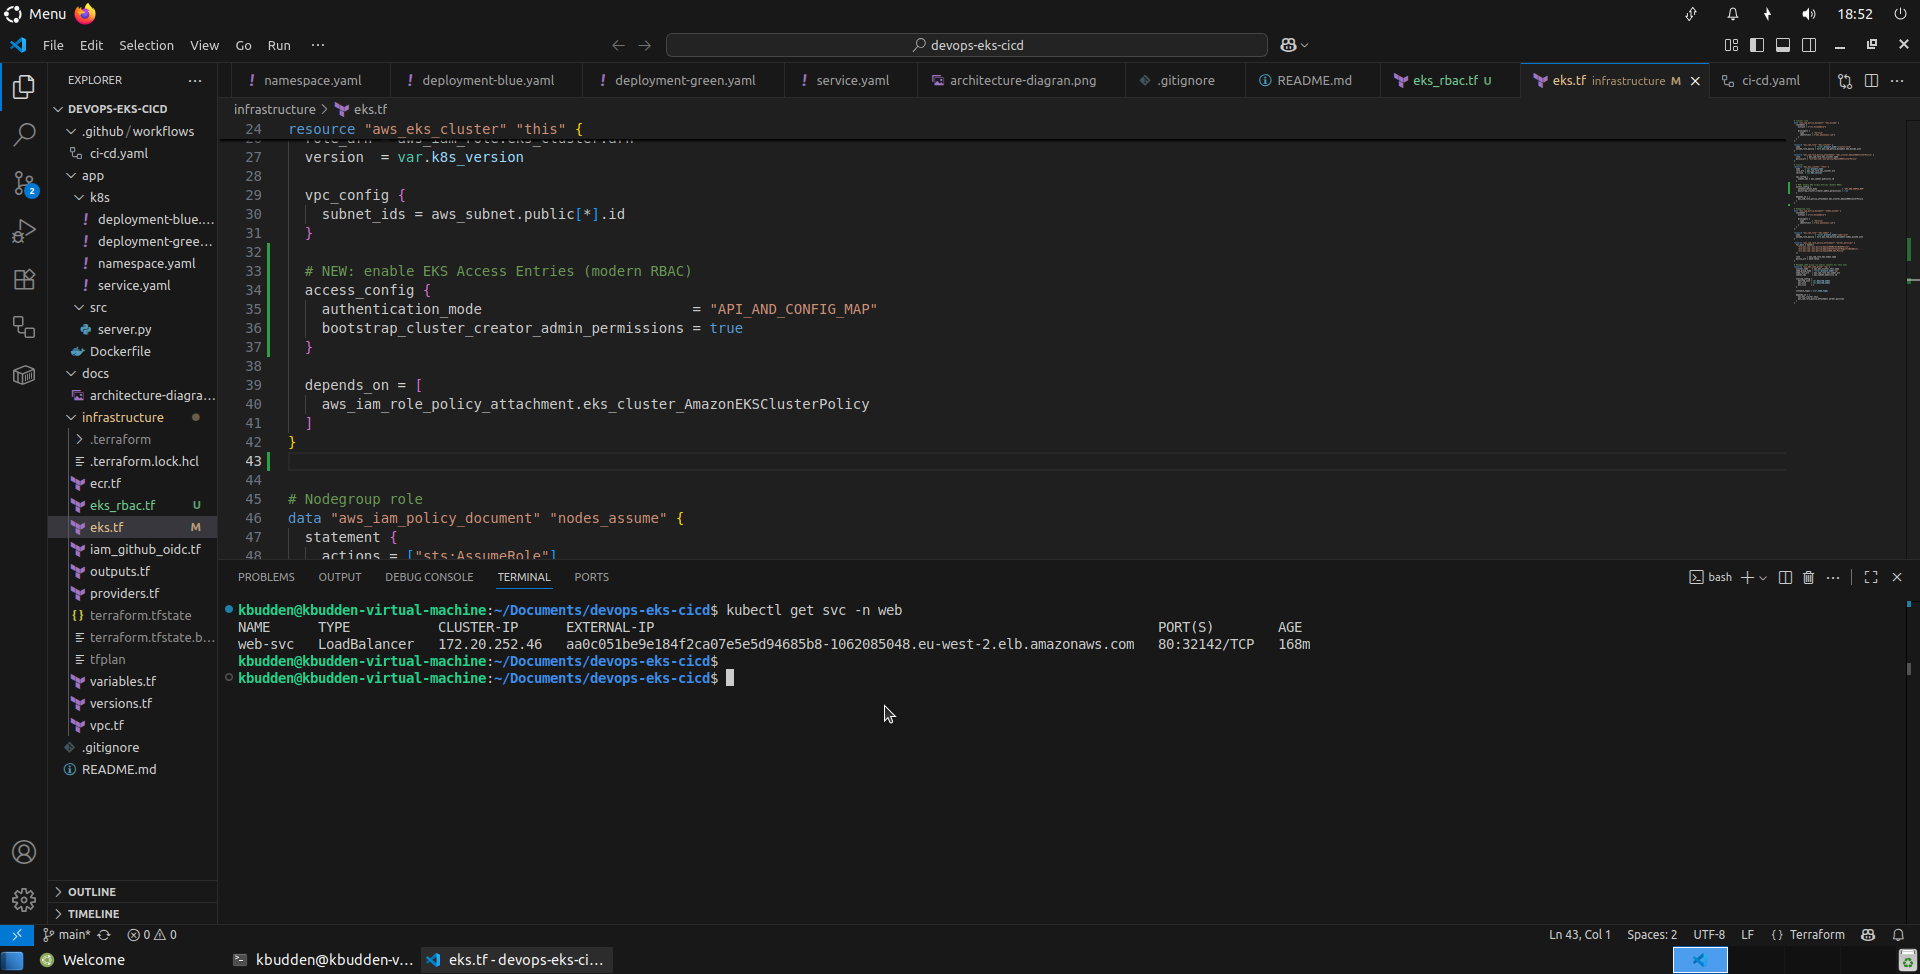 Menu
18:52
File Edit Selection View Go Run ···
devops-eks-cicd
EXPLORER ···
DEVOPS-EKS-CICD
.github/workflows
ci-cd.yaml
app
k8s
deployment-blue....
deployment-gree...
namespace.yaml
service.yaml
src
server.py
Dockerfile
docs
architecture-diagra...
infrastructure
.terraform
.terraform.lock.hcl
ecr.tf
eks_rbac.tf U
eks.tf M
iam_github_oidc.tf
outputs.tf
providers.tf
terraform.tfstate
terraform.tfstate.b...
tfplan
variables.tf
versions.tf
vpc.tf
.gitignore
README.md
OUTLINE
TIMELINE
2
namespace.yaml deployment-blue.yaml deployment-green.yaml service.yaml architecture-diagran.png .gitignore README.md eks_rbac.tf U eks.tf infrastructure M ci-cd.yaml ···
infrastructure > eks.tf
24 resource "aws_eks_cluster" "this" {
27 version = var.k8s_version
28
29 vpc_config {
30 subnet_ids = aws_subnet.public[*].id
31 }
32
33 # NEW: enable EKS Access Entries (modern RBAC)
34 access_config {
35 authentication_mode = "API_AND_CONFIG_MAP"
36 bootstrap_cluster_creator_admin_permissions = true
37 }
38
39 depends_on = [
40 aws_iam_role_policy_attachment.eks_cluster_AmazonEKSClusterPolicy
41 ]
42 }
43
44
45 # Nodegroup role
46 data "aws_iam_policy_document" "nodes_assume" {
47 statement {
48 actions = ["sts:AssumeRole"]
PROBLEMS OUTPUT DEBUG CONSOLE TERMINAL PORTS
bash
kbudden@kbudden-virtual-machine:~/Documents/devops-eks-cicd$ kubectl get svc -n web
NAME TYPE CLUSTER-IP EXTERNAL-IP PORT(S) AGE
web-svc LoadBalancer 172.20.252.46 aa0c051be9e184f2ca07e5e5d94685b8-1062085048.eu-west-2.elb.amazonaws.com 80:32142/TCP 168m
kbudden@kbudden-virtual-machine:~/Documents/devops-eks-cicd$
kbudden@kbudden-virtual-machine:~/Documents/devops-eks-cicd$
main* 0 0
Ln 43, Col 1 Spaces: 2 UTF-8 LF {} Terraform
Welcome kbudden@kbudden-v... eks.tf - devops-eks-ci...